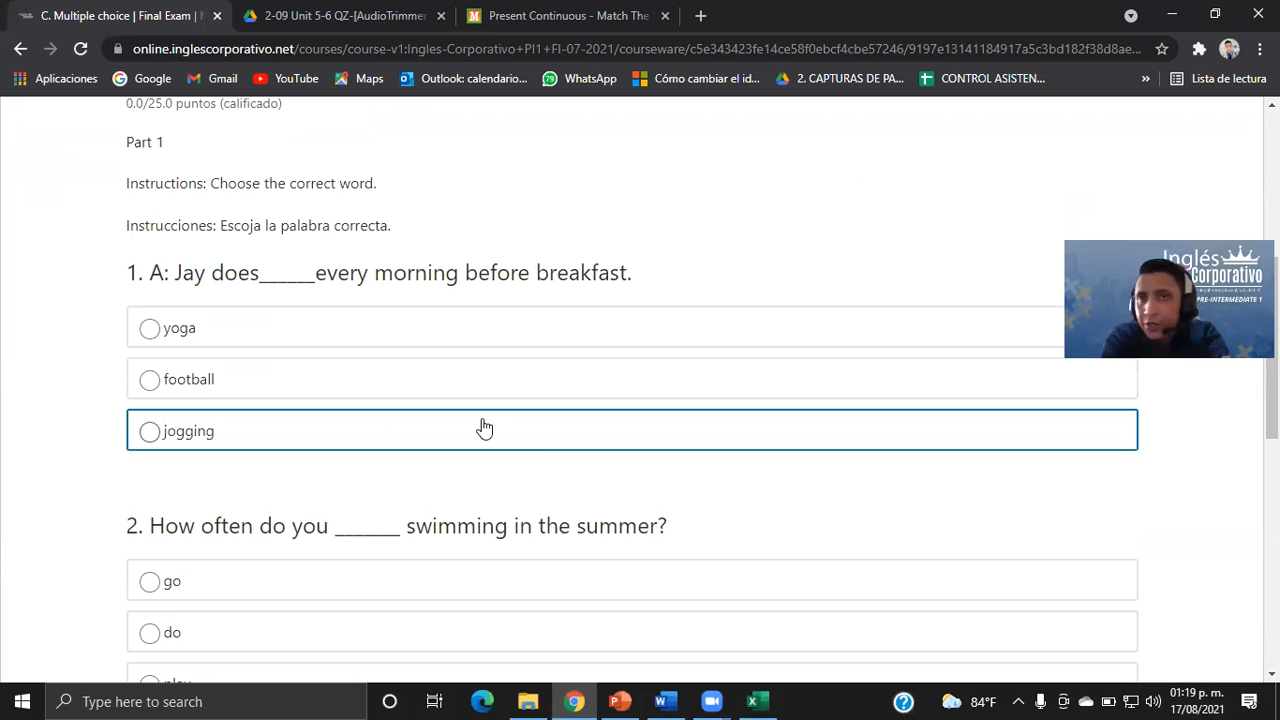 C. Multiple choice | Final Exam |
2-09 Unit 5-6 QZ-[AudioTrimmer
Present Continuous - Match The
online.inglescorporativo.net/courses/course-v1:Ingles-Corporativo+PI1+FI-07-2021/courseware/c5e343423fe14ce58f0ebcf4cbe57246/9197e13141184917a5c3bd182f38d8ae...
Aplicaciones
Google
Gmail
YouTube
Maps
Outlook: calendario...
99
WhatsApp
Cómo cambiar el id...
2. CAPTURAS DE PA...
CONTROL ASISTEN...
»
Lista de lectura
0.0/25.0 puntos (calificado)
Part 1
Instructions: Choose the correct word.
Instrucciones: Escoja la palabra correcta.
1. A: Jay does______every morning before breakfast.
yoga
football
jogging
Inglés
Corporativo
PRE-INTERMEDIATE 1
2. How often do you _______ swimming in the summer?
go
do
Type here to search
84°F
01:19 p. m.
17/08/2021